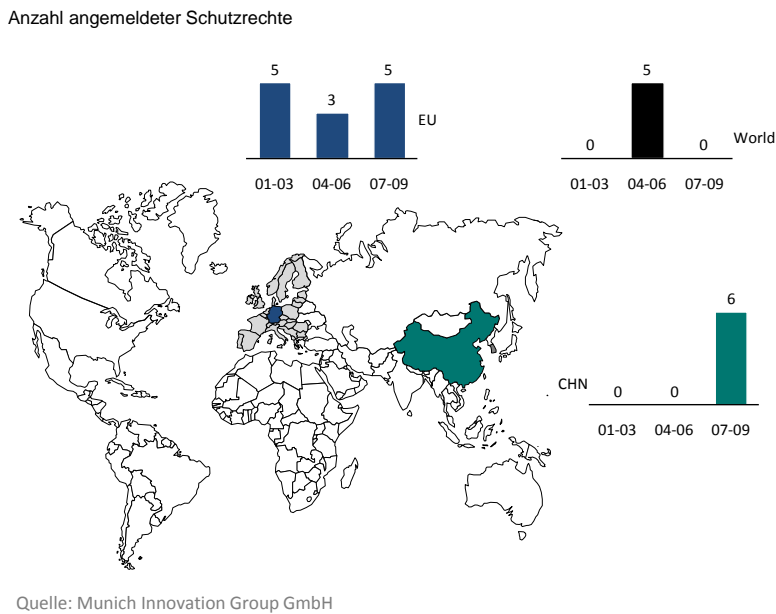 Anzahl angemeldeter Schutzrechte
5
3
5
EU
01-03 04-06 07-09
0
5
0
World
01-03 04-06 07-09
6
CHN
0
0
01-03 04-06 07-09
Quelle: Munich Innovation Group GmbH